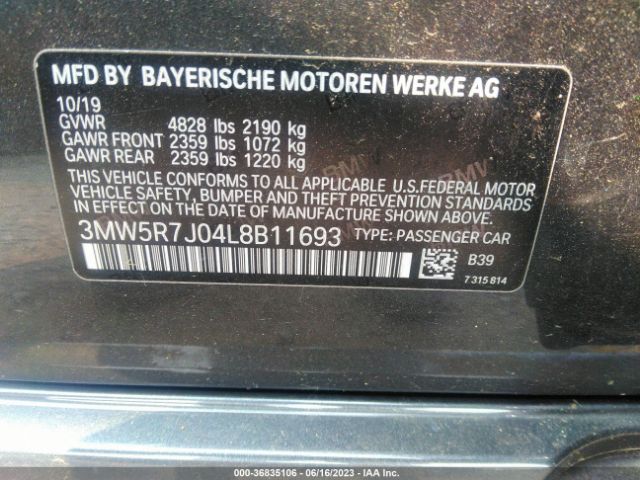 MFD BY BAYERISCHE MOTOREN WERKE AG
10/19
GVWR 4828 lbs 2190 kg
GAWR FRONT 2359 lbs 1072 kg
GAWR REAR 2359 lbs 1220 kg
THIS VEHICLE CONFORMS TO ALL APPLICABLE U.S.FEDERAL MOTOR
VEHICLE SAFETY, BUMPER AND THEFT PREVENTION STANDARDS
IN EFFECT ON THE DATE OF MANUFACTURE SHOWN ABOVE.
3MW5R7J04L8B11693 TYPE: PASSENGER CAR
B39
7 315 814
000-36835106 - 06/16/2023 - IAA Inc.